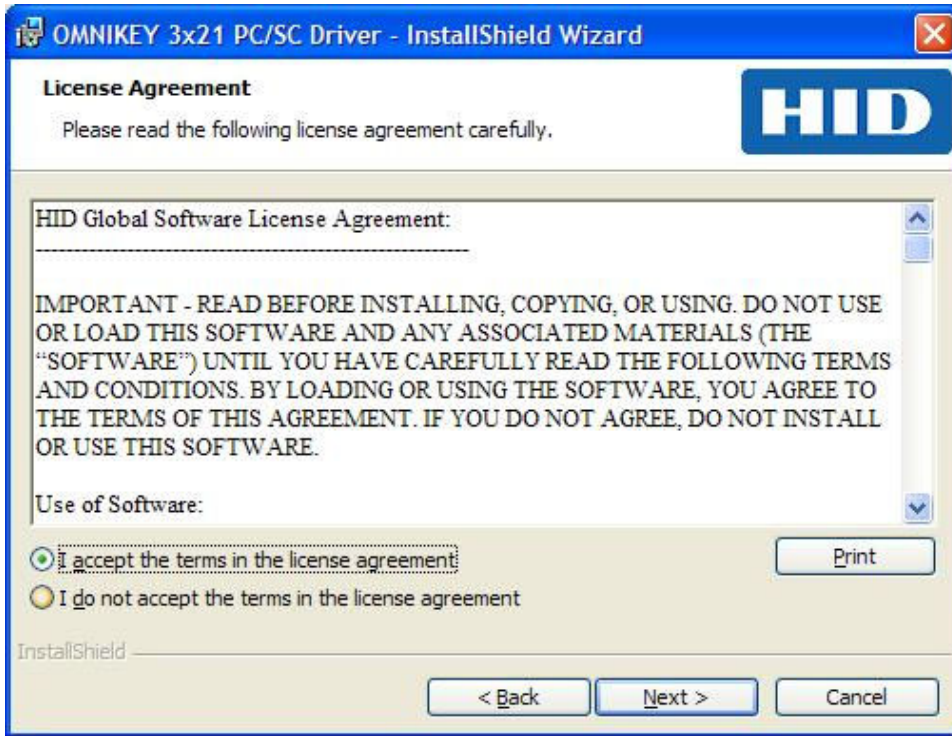 OMNIKEY 3x21 PC/SC Driver - InstallShield Wizard
License Agreement
Please read the following license agreement carefully.
HID
HID Global Software License Agreement:
--------------------------------------------------------
IMPORTANT - READ BEFORE INSTALLING, COPYING, OR USING. DO NOT USE
OR LOAD THIS SOFTWARE AND ANY ASSOCIATED MATERIALS (THE
“SOFTWARE”) UNTIL YOU HAVE CAREFULLY READ THE FOLLOWING TERMS
AND CONDITIONS. BY LOADING OR USING THE SOFTWARE, YOU AGREE TO
THE TERMS OF THIS AGREEMENT. IF YOU DO NOT AGREE, DO NOT INSTALL
OR USE THIS SOFTWARE.
Use of Software:
I accept the terms in the license agreement
Print
I do not accept the terms in the license agreement
InstallShield
< Back
Next >
Cancel